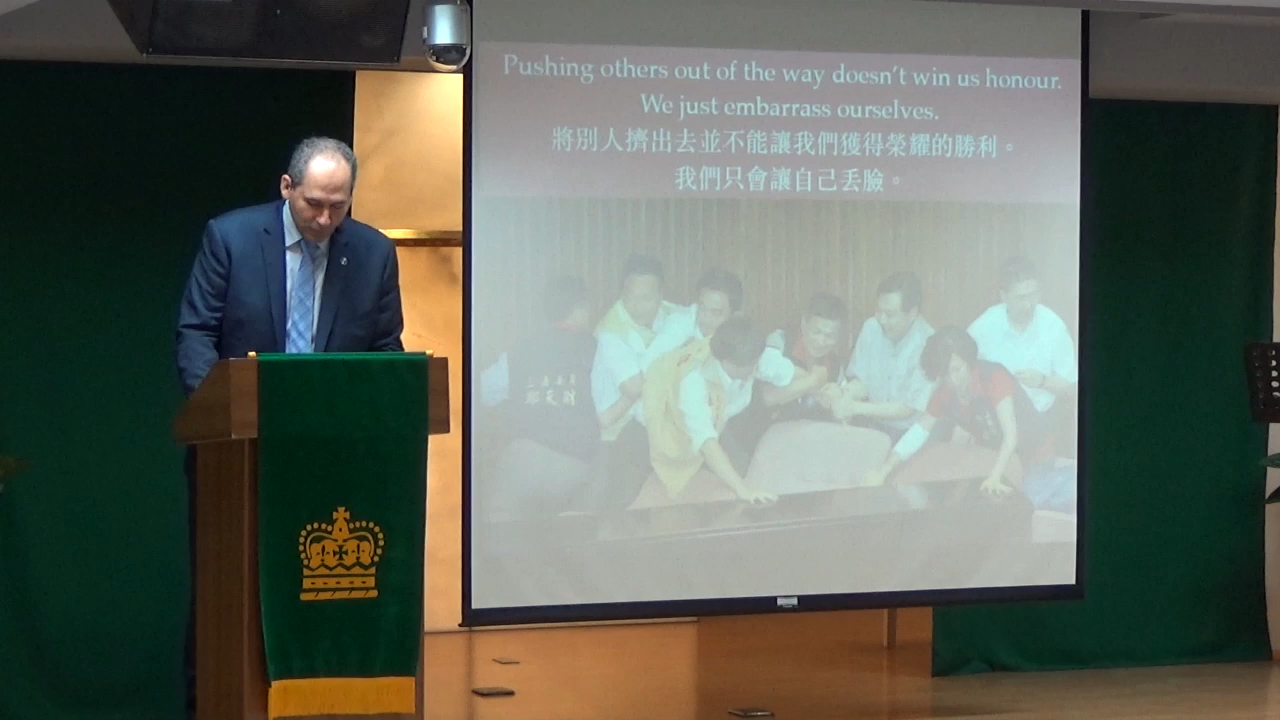 Pushing others out of the way doesn't win us honour.
We just embarrass ourselves.
將別人擠出去並不能讓我們獲得榮耀的勝利。
我們只會讓自己丟臉。